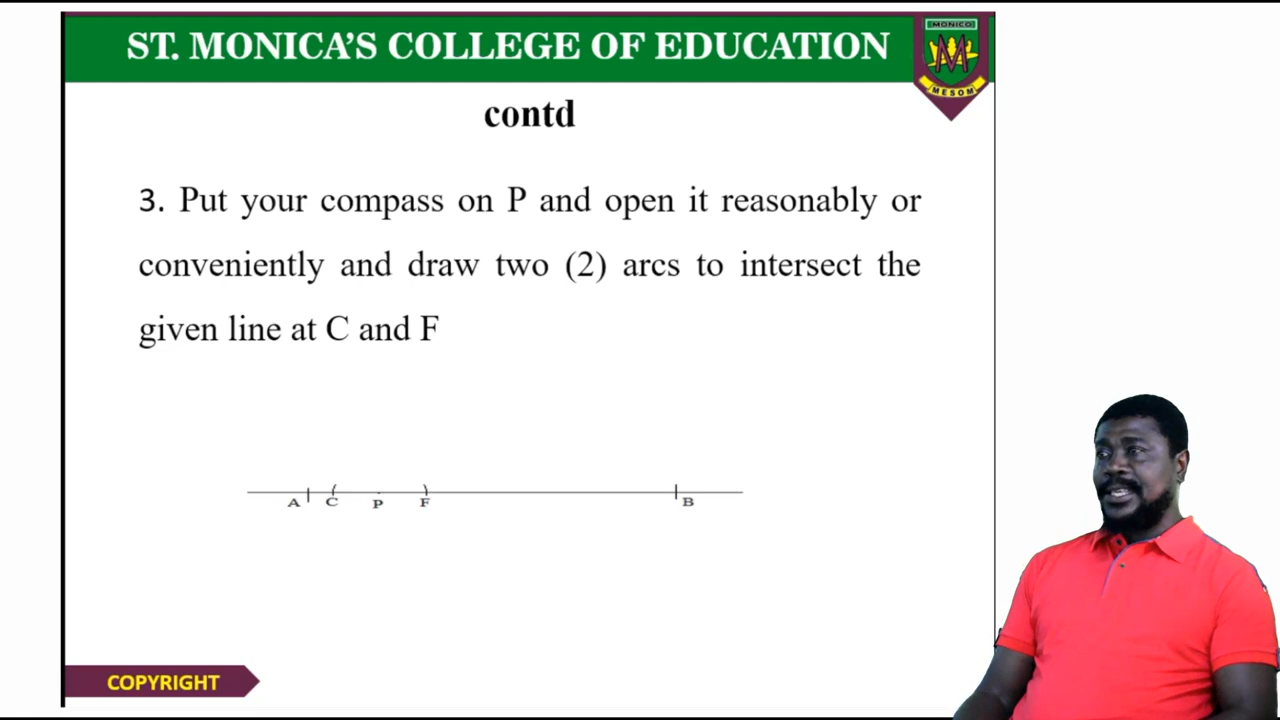 ST. MONICA'S COLLEGE OF EDUCATION
MONICO
M
MESOM
contd
3. Put your compass on P and open it reasonably or
conveniently and draw two (2) arcs to intersect the
given line at C and F
A C P F B
COPYRIGHT